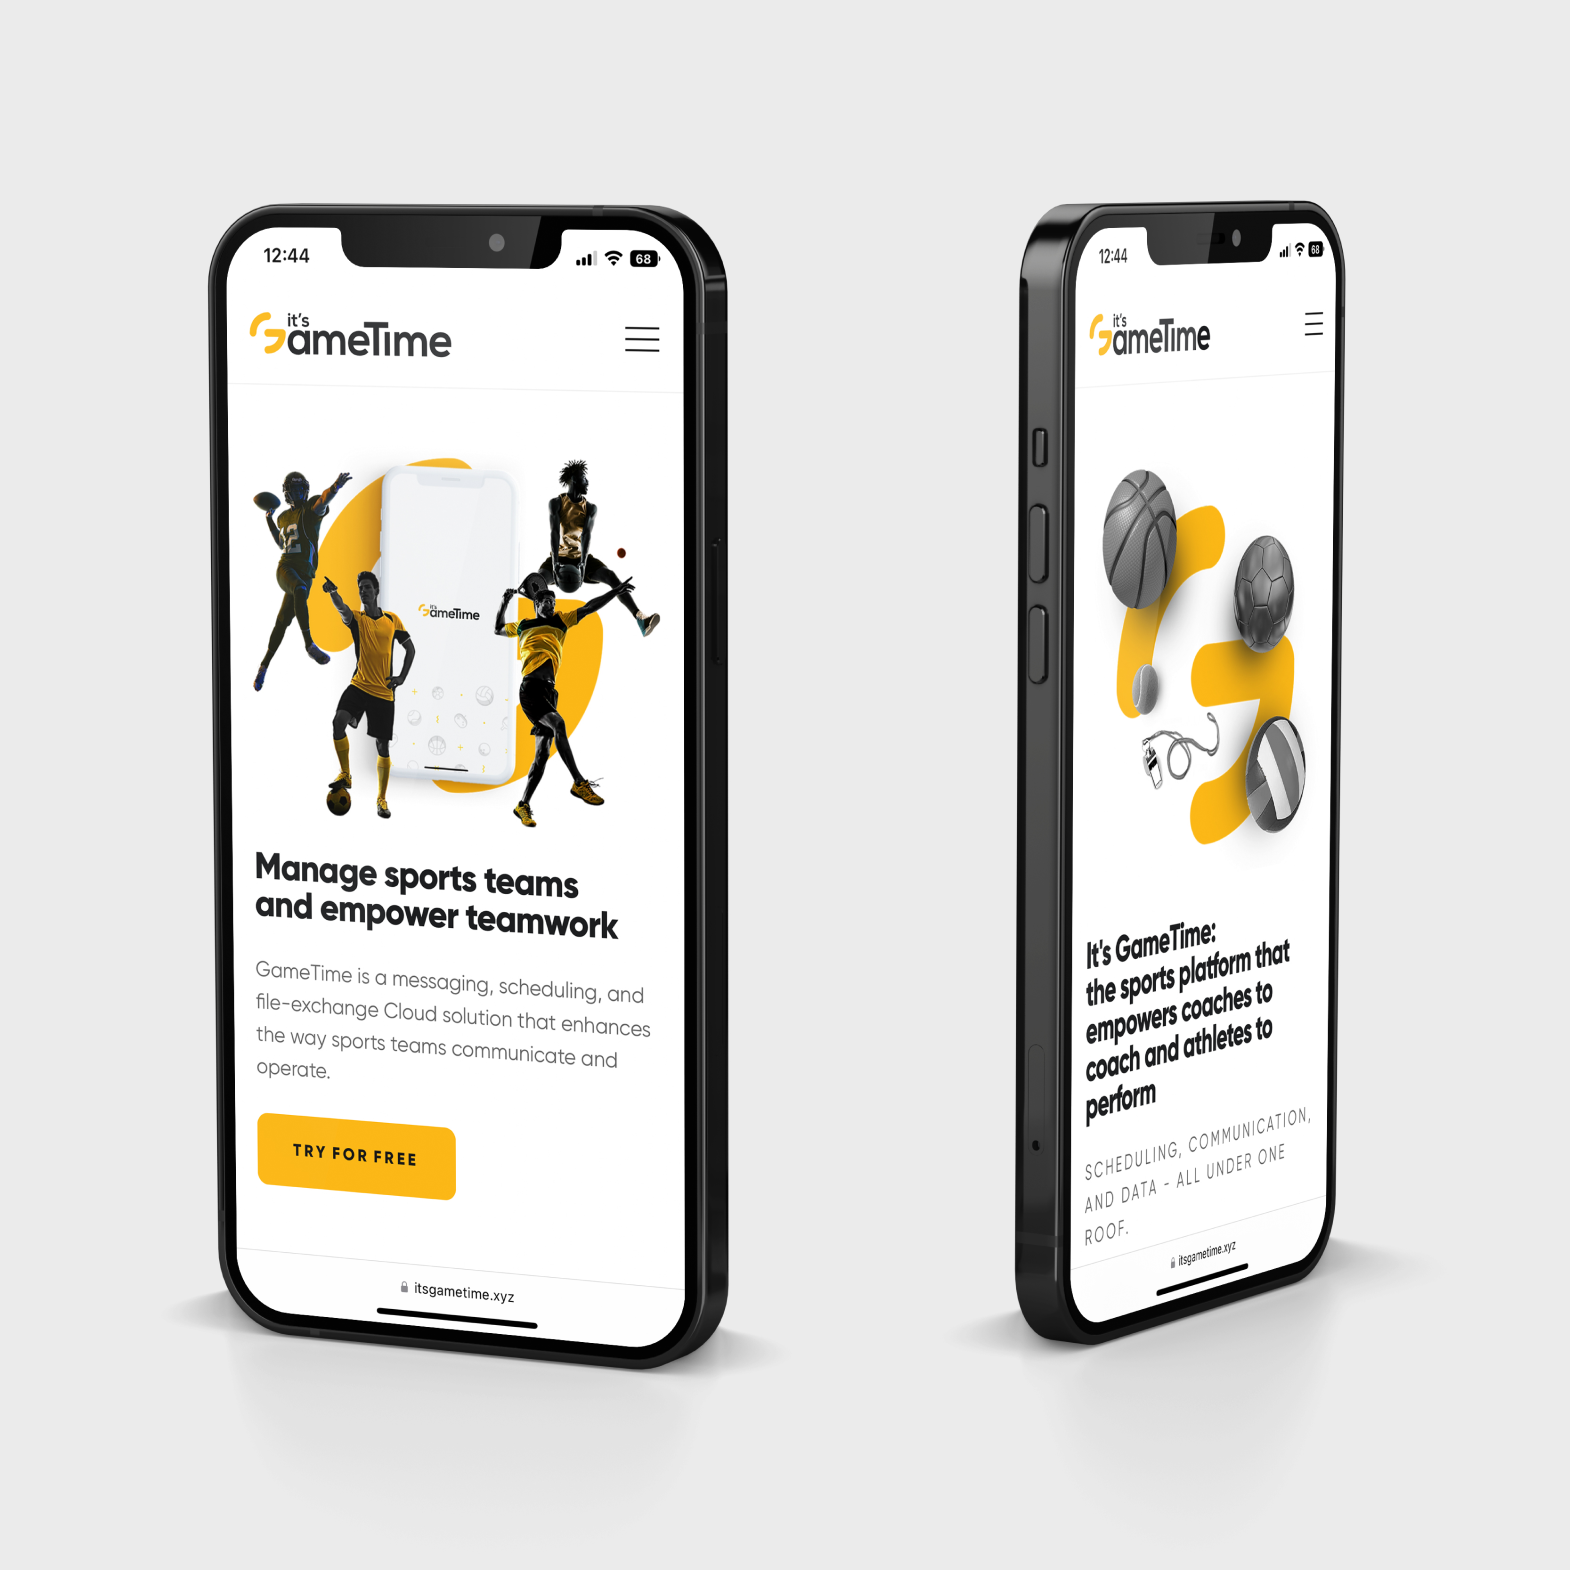 12:44
68
it's
GameTime
2
it's
GameTime
Manage sports teams
and empower teamwork
GameTime is a messaging, scheduling, and
file-exchange Cloud solution that enhances
the way sports teams communicate and
operate.
TRY FOR FREE
itsgametime.xyz
12:44
68
it's
GameTime
It's GameTime:
the sports platform that
empowers coaches to
coach and athletes to
perform
SCHEDULING, COMMUNICATION,
AND DATA - ALL UNDER ONE
ROOF.
itsgametime.xyz